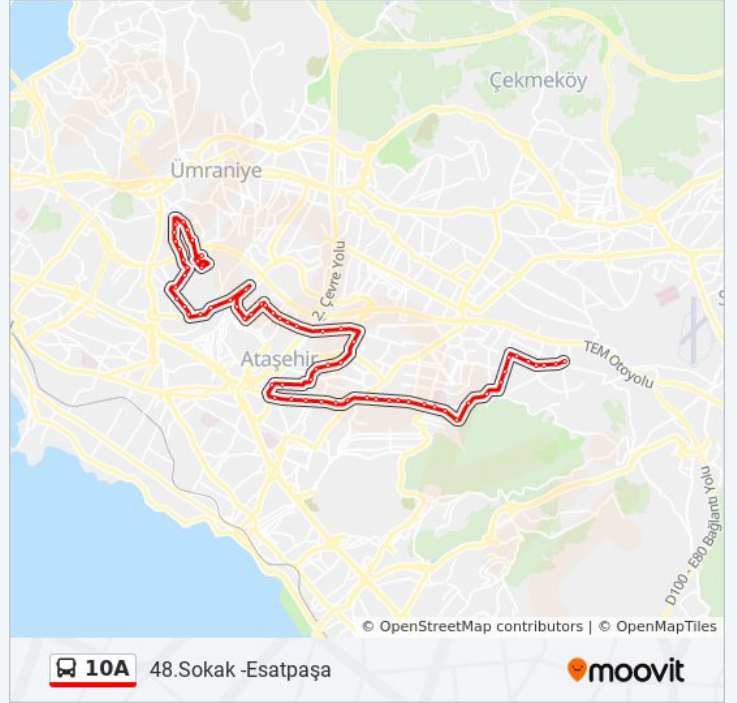 Çekmeköy
Ümraniye
2. Çevre Yolu
Ataşehir
TEM Otoyolu
S
D100 - E80 Bağlantı Yolu
© OpenStreetMap contributors | © OpenMapTiles
10A 48.Sokak -Esatpaşa
moovit